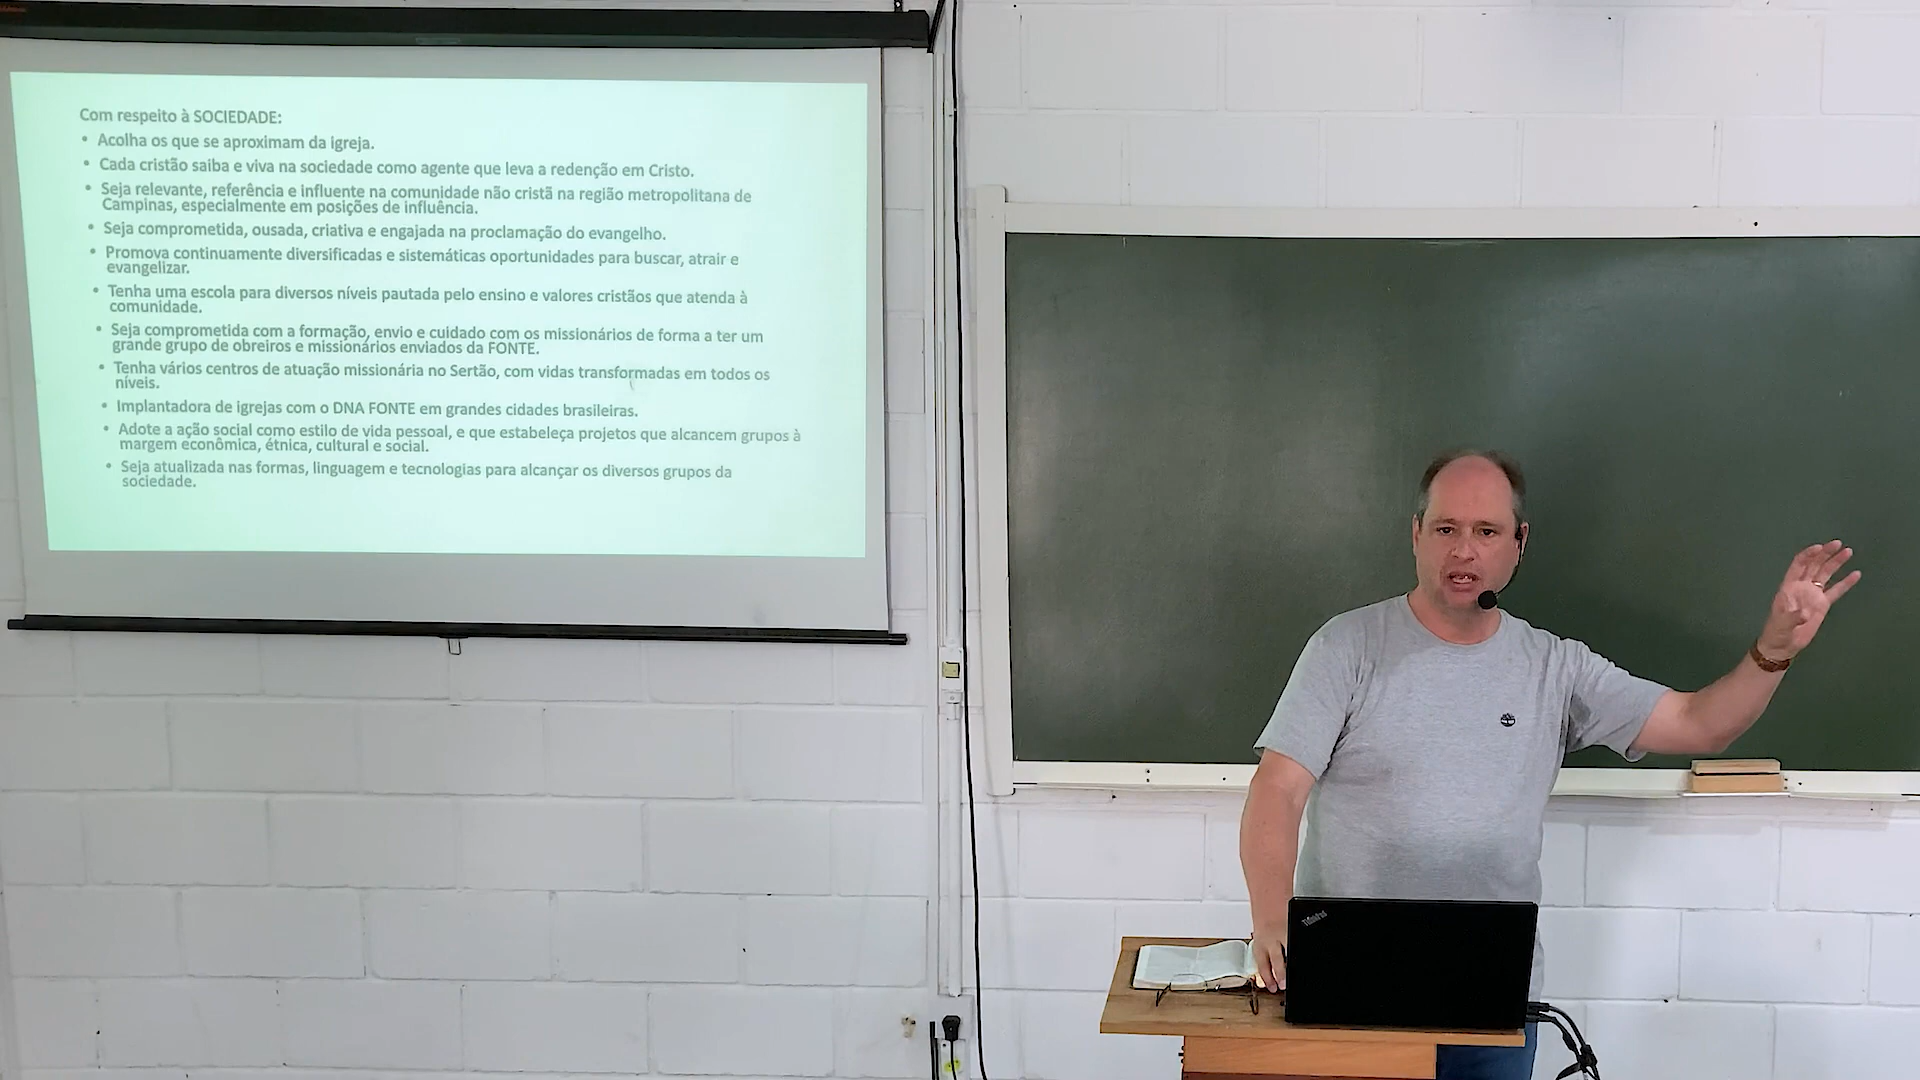 Com respeito à SOCIEDADE:
• Acolha os que se aproximam da igreja.
• Cada cristão saiba e viva na sociedade como agente que leva a redenção em Cristo.
• Seja relevante, referência e influente na comunidade não cristã na região metropolitana de
Campinas, especialmente em posições de influência.
• Seja comprometida, ousada, criativa e engajada na proclamação do evangelho.
• Promova continuamente diversificadas e sistemáticas oportunidades para buscar, atrair e
evangelizar.
• Tenha uma escola para diversos níveis pautada pelo ensino e valores cristãos que atenda à
comunidade.
• Seja comprometida com a formação, envio e cuidado com os missionários de forma a ter um
grande grupo de obreiros e missionários enviados da FONTE.
• Tenha vários centros de atuação missionária no Sertão, com vidas transformadas em todos os
níveis.
• Implantadora de igrejas com o DNA FONTE em grandes cidades brasileiras.
• Adote a ação social como estilo de vida pessoal, e que estabeleça projetos que alcancem grupos à
margem econômica, étnica, cultural e social.
• Seja atualizada nas formas, linguagem e tecnologias para alcançar os diversos grupos da
sociedade.
ThinkPad